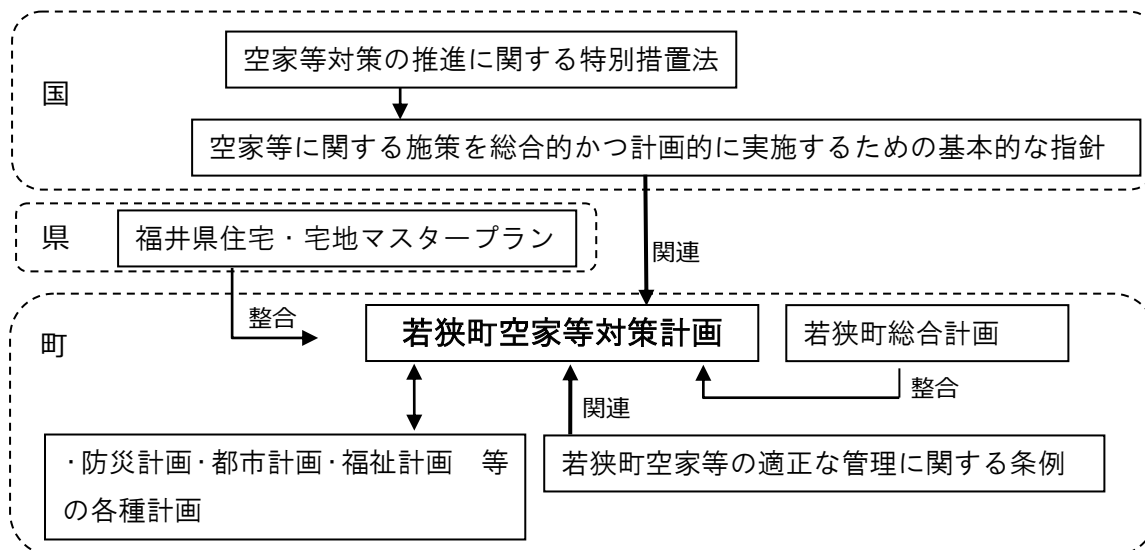 国
空家等対策の推進に関する特別措置法
空家等に関する施策を総合的かつ計画的に実施するための基本的な指針
県
福井県住宅・宅地マスタープラン
関連
整合
町
若狭町空家等対策計画
若狭町総合計画
関連
整合
・防災計画・都市計画・福祉計画　等
の各種計画
若狭町空家等の適正な管理に関する条例